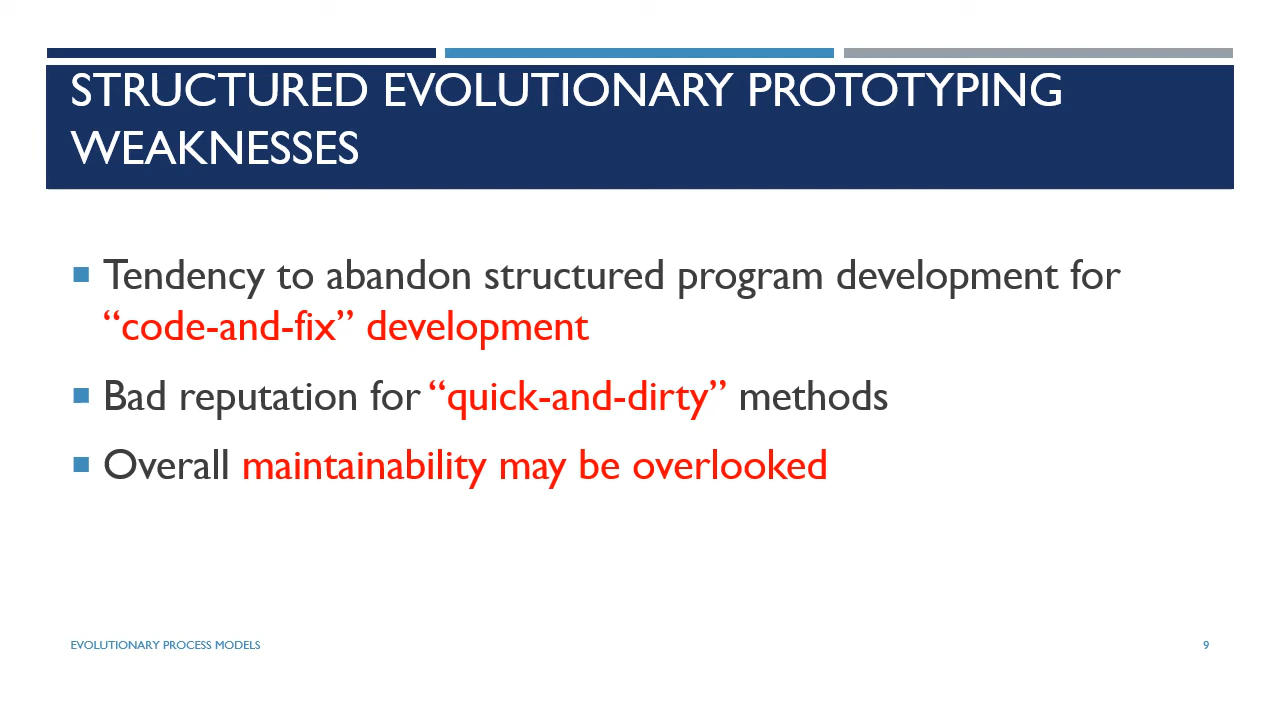 STRUCTURED EVOLUTIONARY PROTOTYPING
WEAKNESSES
Tendency to abandon structured program development for
“code-and-fix” development
Bad reputation for “quick-and-dirty” methods
Overall maintainability may be overlooked
EVOLUTIONARY PROCESS MODELS
9